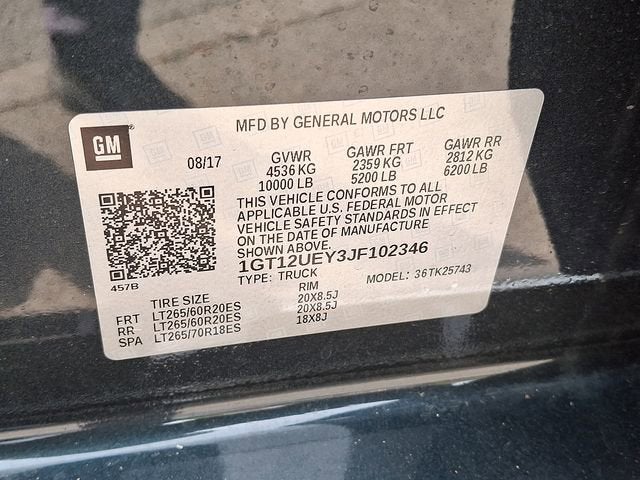 MFD BY GENERAL MOTORS LLC
GM ®
08/17
GVWR GAWR FRT GAWR RR
4536 KG 2359 KG 2812 KG
10000 LB 5200 LB 6200 LB
THIS VEHICLE CONFORMS TO ALL
APPLICABLE U.S. FEDERAL MOTOR
VEHICLE SAFETY STANDARDS IN EFFECT
ON THE DATE OF MANUFACTURE
SHOWN ABOVE.
1GT12UEY3JF102346
457B
TYPE: TRUCK MODEL: 36TK25743
TIRE SIZE RIM
FRT LT265/60R20ES 20X8.5J
RR LT265/60R20ES 20X8.5J
SPA LT265/70R18ES 18X8J